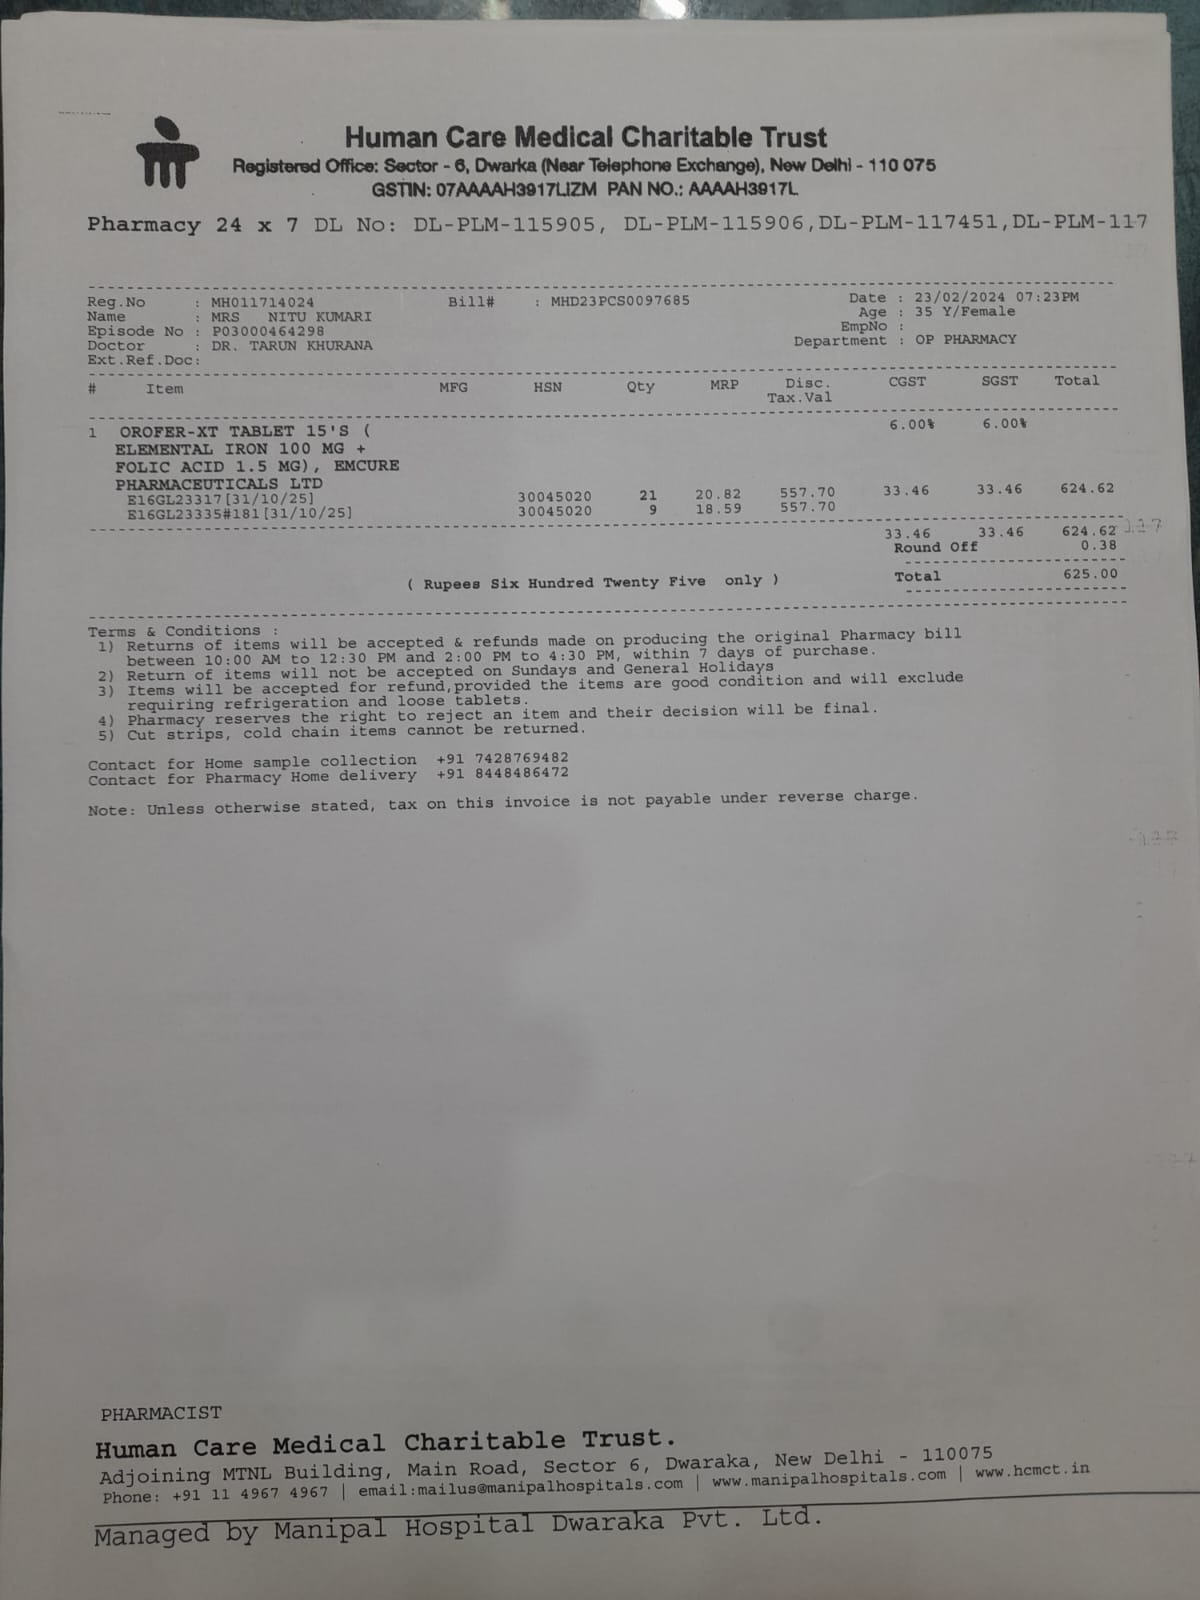 Human Care Medical Charitable Trust
Registered Office: Sector - 6, Dwarka (Near Telephone Exchange), New Delhi - 110 075
GSTIN: 07AAAAH3917LIZM PAN NO.: AAAAH3917L
Pharmacy 24 x 7 DL No: DL-PLM-115905, DL-PLM-115906,DL-PLM-117451,DL-PLM-117
Reg.No : MH011714024 Bill# : MHD23PCS0097685 Date : 23/02/2024 07:23PM
Name : MRS NITU KUMARI Age : 35 Y/Female
Episode No : P03000464298 EmpNo :
Doctor : DR. TARUN KHURANA Department : OP PHARMACY
Ext.Ref.Doc:
# Item MFG HSN Qty MRP Disc. CGST SGST Total
Tax.Val
1 OROFER-XT TABLET 15'S ( 6.00% 6.00%
ELEMENTAL IRON 100 MG +
FOLIC ACID 1.5 MG), EMCURE
PHARMACEUTICALS LTD
E16GL23317[31/10/25] 30045020 21 20.82 557.70 33.46 33.46 624.62
E16GL23335#181[31/10/25] 30045020 9 18.59 557.70
33.46 33.46 624.62
Round Off 0.38
( Rupees Six Hundred Twenty Five only ) Total 625.00
Terms & Conditions :
1) Returns of items will be accepted & refunds made on producing the original Pharmacy bill
between 10:00 AM to 12:30 PM and 2:00 PM to 4:30 PM, within 7 days of purchase.
2) Return of items will not be accepted on Sundays and General Holidays
3) Items will be accepted for refund,provided the items are good condition and will exclude
requiring refrigeration and loose tablets.
4) Pharmacy reserves the right to reject an item and their decision will be final.
5) Cut strips, cold chain items cannot be returned.
Contact for Home sample collection +91 7428769482
Contact for Pharmacy Home delivery +91 8448486472
Note: Unless otherwise stated, tax on this invoice is not payable under reverse charge.
PHARMACIST
Human Care Medical Charitable Trust.
Adjoining MTNL Building, Main Road, Sector 6, Dwaraka, New Delhi - 110075
Phone: +91 11 4967 4967 | email:mailus@manipalhospitals.com | www.manipalhospitals.com | www.hcmct.in
Managed by Manipal Hospital Dwaraka Pvt. Ltd.